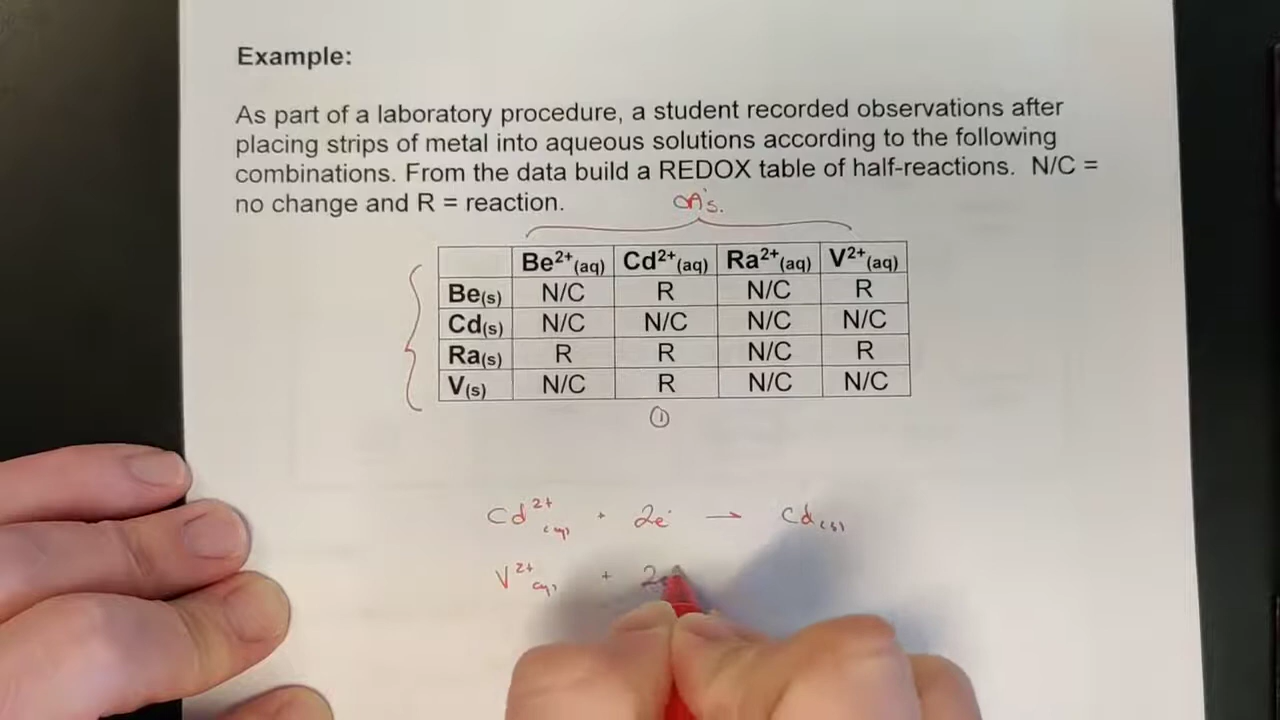 Example:
As part of a laboratory procedure, a student recorded observations after
placing strips of metal into aqueous solutions according to the following
combinations. From the data build a REDOX table of half-reactions. N/C =
no change and R = reaction.
OA's.
Be²⁺(aq) Cd²⁺(aq) Ra²⁺(aq) V²⁺(aq)
Be(s) N/C R N/C R
Cd(s) N/C N/C N/C N/C
Ra(s) R R N/C R
V(s) N/C R N/C N/C
①
Cd²⁺(aq) + 2e⁻ → Cd(s)
V²⁺(aq) + 2